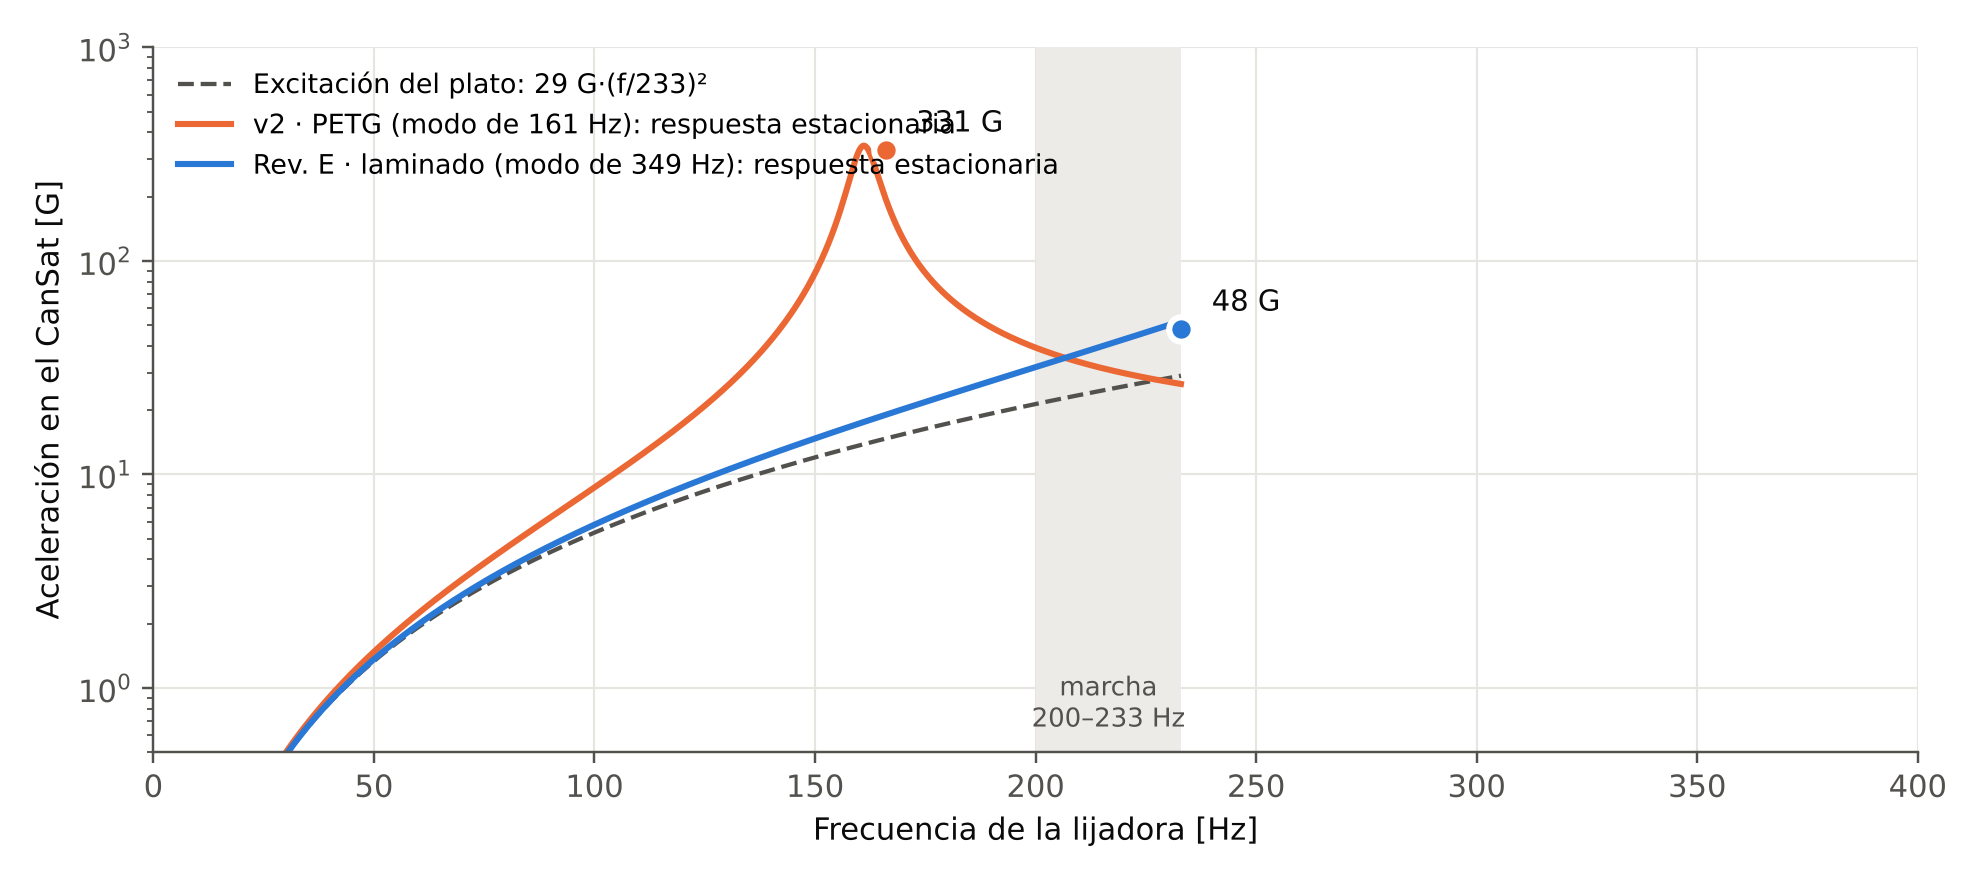 Excitación del plato: 29 G·(f/233)²
v2 · PETG (modo de 161 Hz): respuesta estacionaria
331 G
Rev. E · laminado (modo de 349 Hz): respuesta estacionaria
48 G
marcha
200–233 Hz
10³
10²
10¹
10⁰
Aceleración en el CanSat [G]
0 50 100 150 200 250 300 350 400
Frecuencia de la lijadora [Hz]